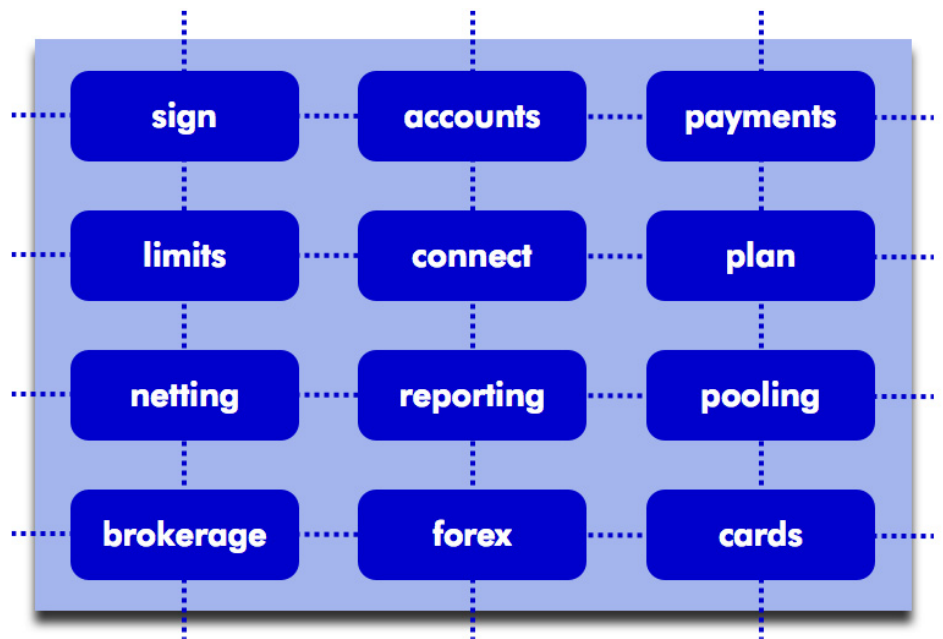 sign
accounts
payments
limits
connect
plan
netting
reporting
pooling
brokerage
forex
cards